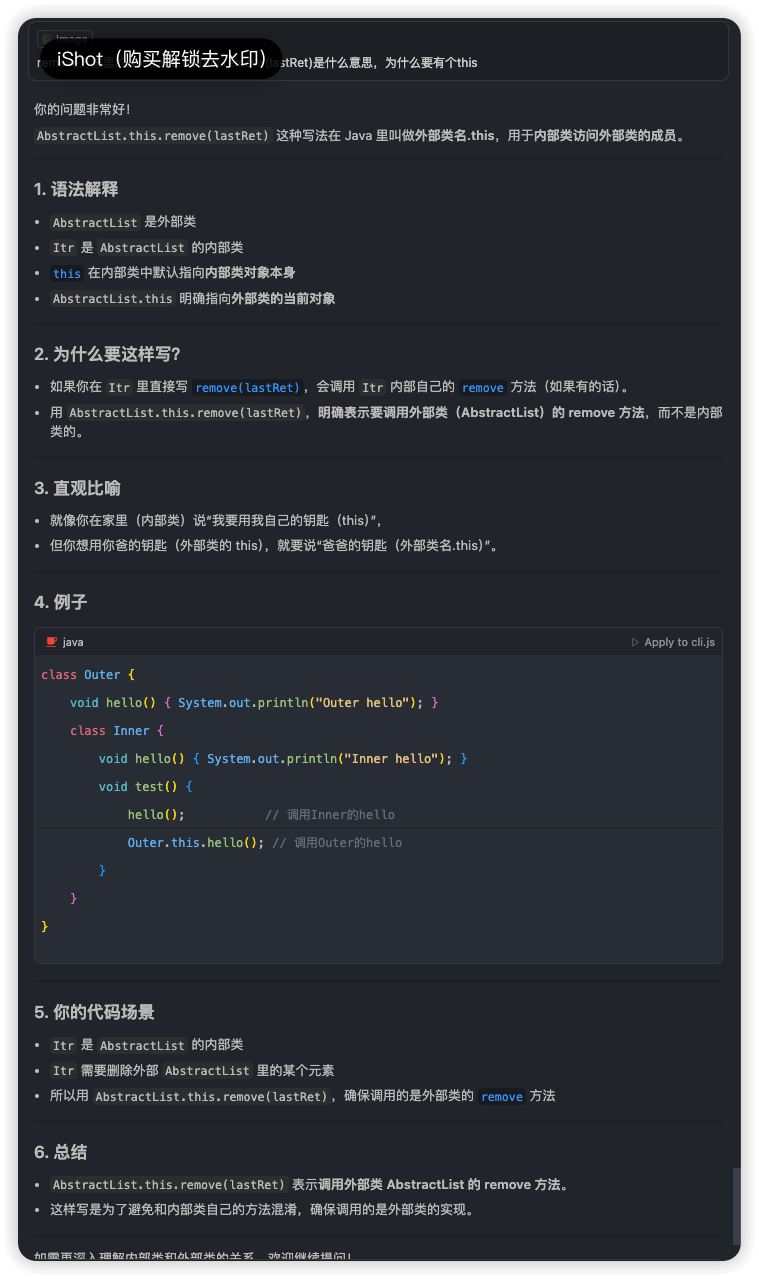 Image
iShot（购买解锁去水印）
astRet)是什么意思，为什么要有个this
你的问题非常好！
AbstractList.this.remove(lastRet) 这种写法在 Java 里叫做外部类名.this，用于内部类访问外部类的成员。
1. 语法解释
• AbstractList 是外部类
• Itr 是 AbstractList 的内部类
• this 在内部类中默认指向内部类对象本身
• AbstractList.this 明确指向外部类的当前对象
2. 为什么要这样写?
• 如果你在 Itr 里直接写 remove(lastRet)，会调用 Itr 内部自己的 remove 方法（如果有的话）。
• 用 AbstractList.this.remove(lastRet)，明确表示要调用外部类（AbstractList）的 remove 方法，而不是内部
类的。
3. 直观比喻
• 就像你在家里（内部类）说“我要用我自己的钥匙（this）”，
• 但你想用你爸的钥匙（外部类的 this），就要说“爸爸的钥匙（外部类名.this）”。
4. 例子
java
Apply to cli.js
class Outer {
void hello() { System.out.println("Outer hello"); }
class Inner {
void hello() { System.out.println("Inner hello"); }
void test() {
hello(); // 调用Inner的hello
Outer.this.hello(); // 调用Outer的hello
}
}
}
5. 你的代码场景
• Itr 是 AbstractList 的内部类
• Itr 需要删除外部 AbstractList 里的某个元素
• 所以用 AbstractList.this.remove(lastRet)，确保调用的是外部类的 remove 方法
6. 总结
• AbstractList.this.remove(lastRet) 表示调用外部类 AbstractList 的 remove 方法。
• 这样写是为了避免和内部类自己的方法混淆，确保调用的是外部类的实现。
如需更深入理解内部类和外部类的关系，欢迎继续提问！